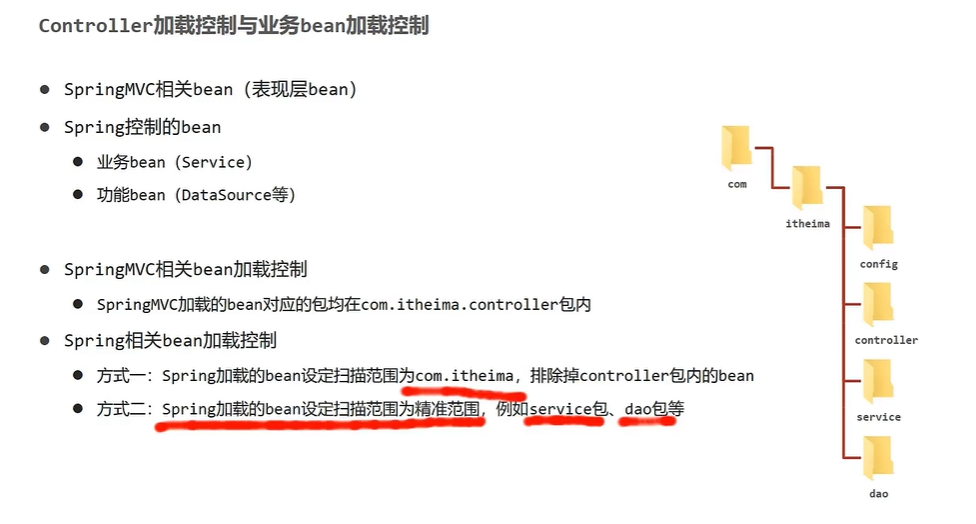 Controller加载控制与业务bean加载控制
SpringMVC相关bean（表现层bean）
Spring控制的bean
业务bean（Service）
功能bean（DataSource等）
SpringMVC相关bean加载控制
SpringMVC加载的bean对应的包均在com.itheima.controller包内
Spring相关bean加载控制
方式一：Spring加载的bean设定扫描范围为com.itheima，排除掉controller包内的bean
方式二：Spring加载的bean设定扫描范围为精准范围，例如service包、dao包等
com
itheima
config
controller
service
dao